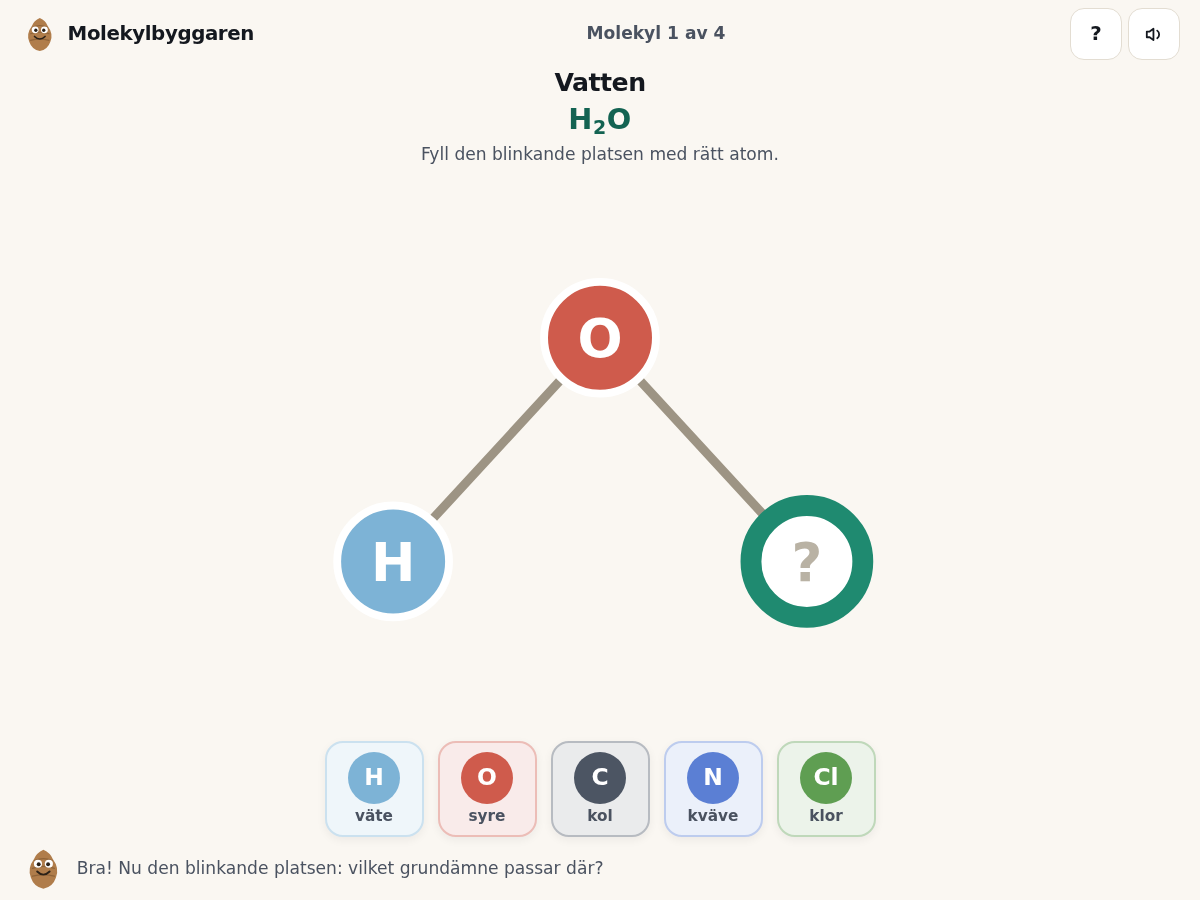 Molekylbyggaren
Molekyl 1 av 4
?
Vatten
H₂O
Fyll den blinkande platsen med rätt atom.
O
H
?
H
väte
O
syre
C
kol
N
kväve
Cl
klor
Bra! Nu den blinkande platsen: vilket grundämne passar där?